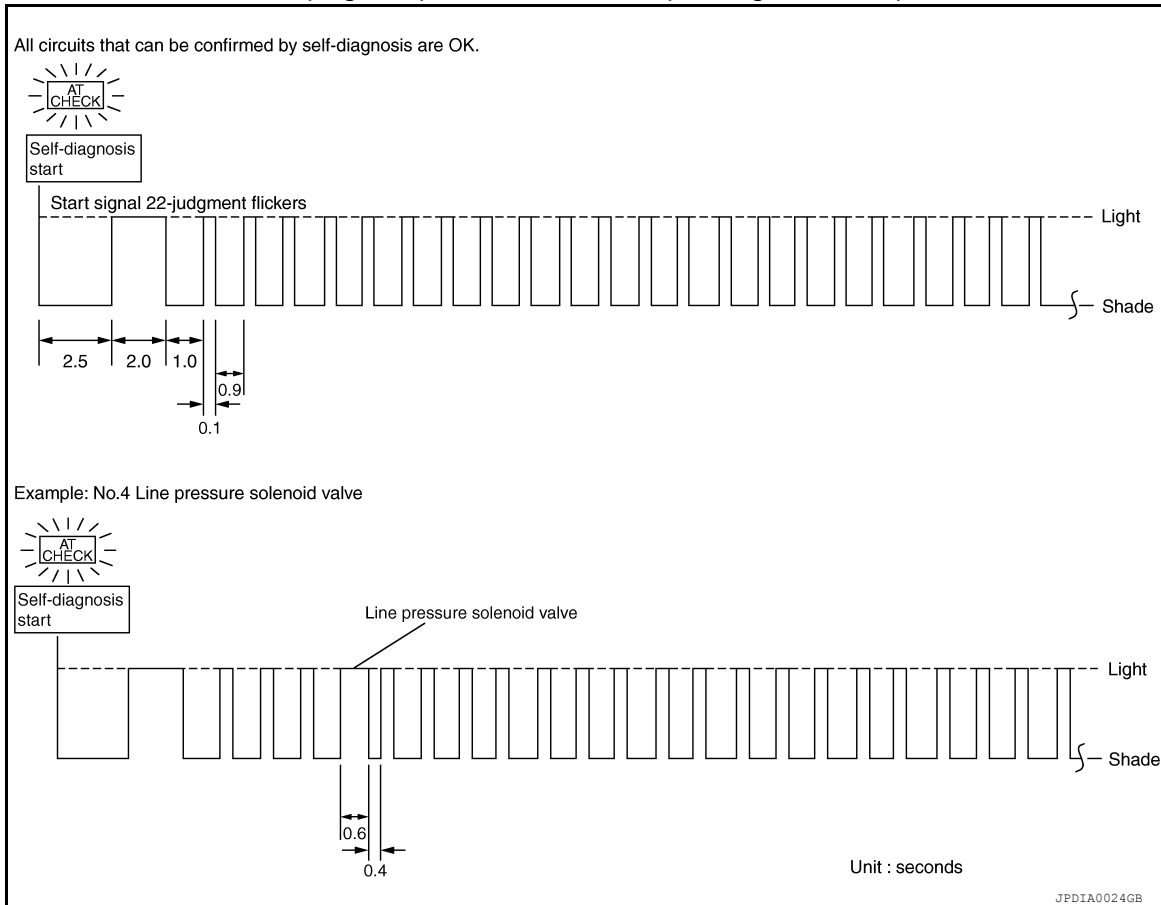 All circuits that can be confirmed by self-diagnosis are OK.
AT
CHECK
Self-diagnosis
start
Start signal 22-judgment flickers
Light
Shade
2.5
2.0
1.0
0.9
0.1
Example: No.4 Line pressure solenoid valve
AT
CHECK
Self-diagnosis
start
Line pressure solenoid valve
Light
Shade
0.6
0.4
Unit : seconds
JPDIA0024GB